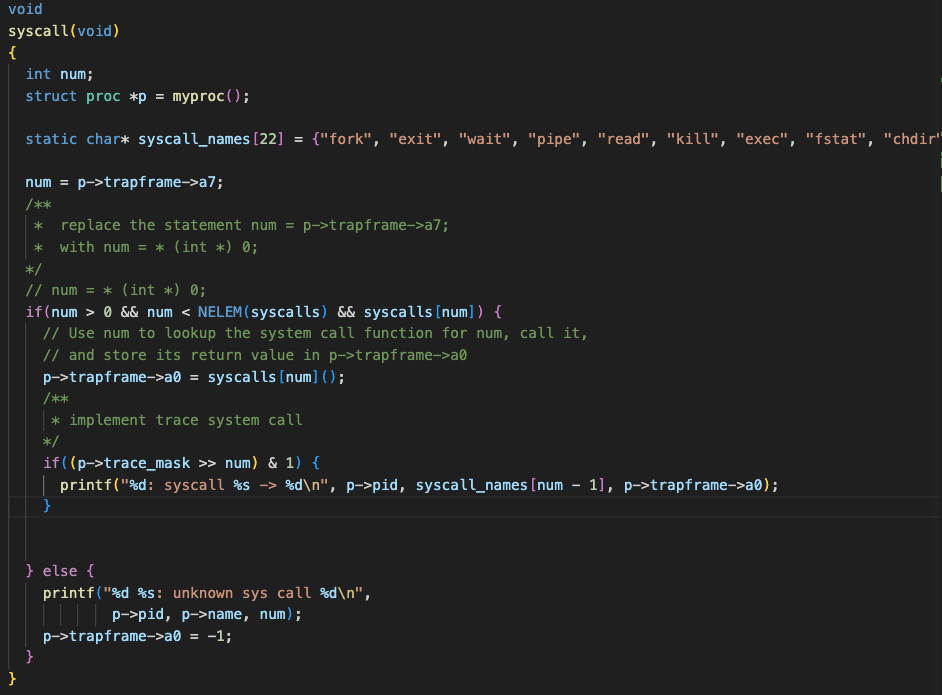 void
syscall(void)
{
int num;
struct proc *p = myproc();
static char* syscall_names[22] = {"fork", "exit", "wait", "pipe", "read", "kill", "exec", "fstat", "chdir"
num = p->trapframe->a7;
/**
* replace the statement num = p->trapframe->a7;
* with num = * (int *) 0;
*/
// num = * (int *) 0;
if(num > 0 && num < NELEM(syscalls) && syscalls[num]) {
// Use num to lookup the system call function for num, call it,
// and store its return value in p->trapframe->a0
p->trapframe->a0 = syscalls[num]();
/**
* implement trace system call
*/
if((p->trace_mask >> num) & 1) {
printf("%d: syscall %s -> %d\n", p->pid, syscall_names[num - 1], p->trapframe->a0);
}
} else {
printf("%d %s: unknown sys call %d\n",
p->pid, p->name, num);
p->trapframe->a0 = -1;
}
}